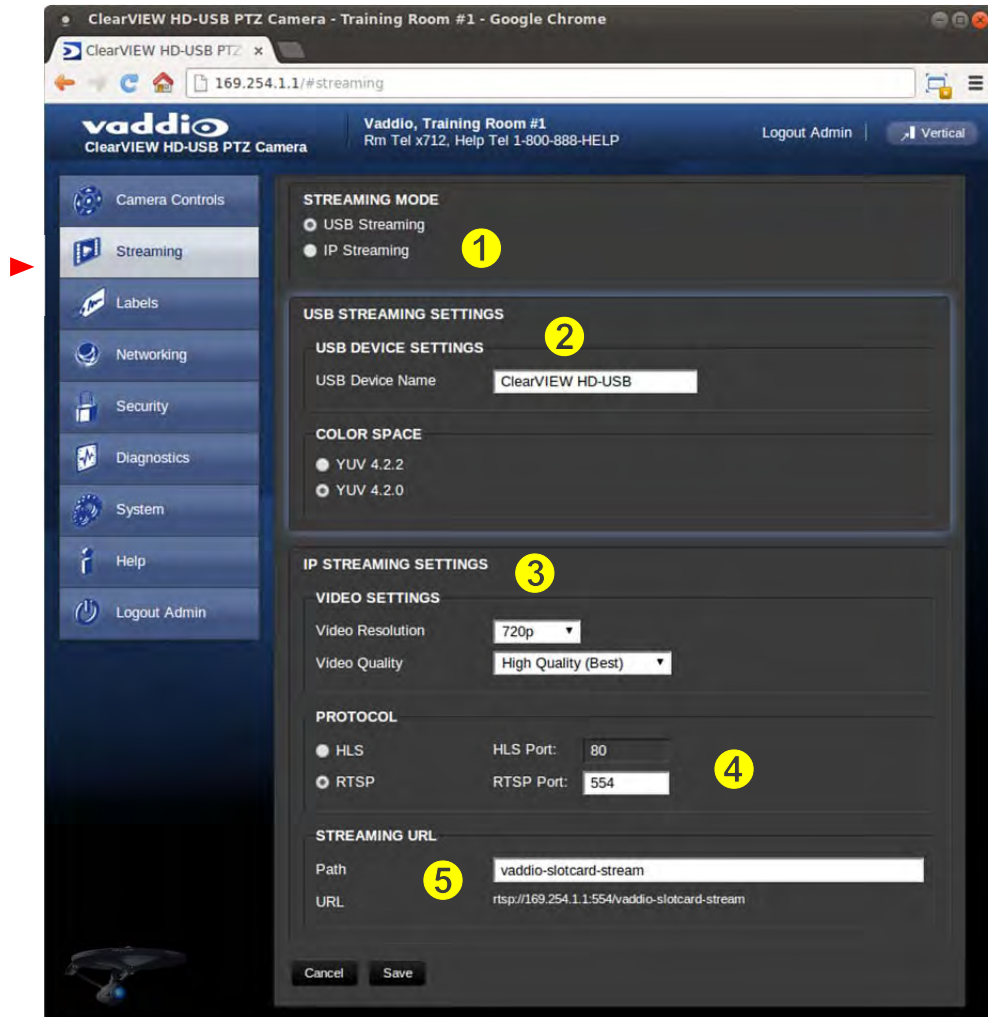 ClearVIEW HD-USB PTZ Camera - Training Room #1 - Google Chrome
ClearVIEW HD-USB PTZ ×
169.254.1.1/#streaming
vaddio
ClearVIEW HD-USB PTZ Camera
Vaddio, Training Room #1
Rm Tel x712, Help Tel 1-800-888-HELP
Logout Admin
Vertical
Camera Controls
Streaming
Labels
Networking
Security
Diagnostics
System
Help
Logout Admin
STREAMING MODE
USB Streaming
IP Streaming
1
USB STREAMING SETTINGS
2
USB DEVICE SETTINGS
USB Device Name ClearVIEW HD-USB
COLOR SPACE
YUV 4.2.2
YUV 4.2.0
IP STREAMING SETTINGS
3
VIDEO SETTINGS
Video Resolution 720p
Video Quality High Quality (Best)
PROTOCOL
HLS HLS Port: 80
RTSP RTSP Port: 554
4
STREAMING URL
Path vaddio-slotcard-stream
5
URL rtsp://169.254.1.1:554/vaddio-slotcard-stream
Cancel Save